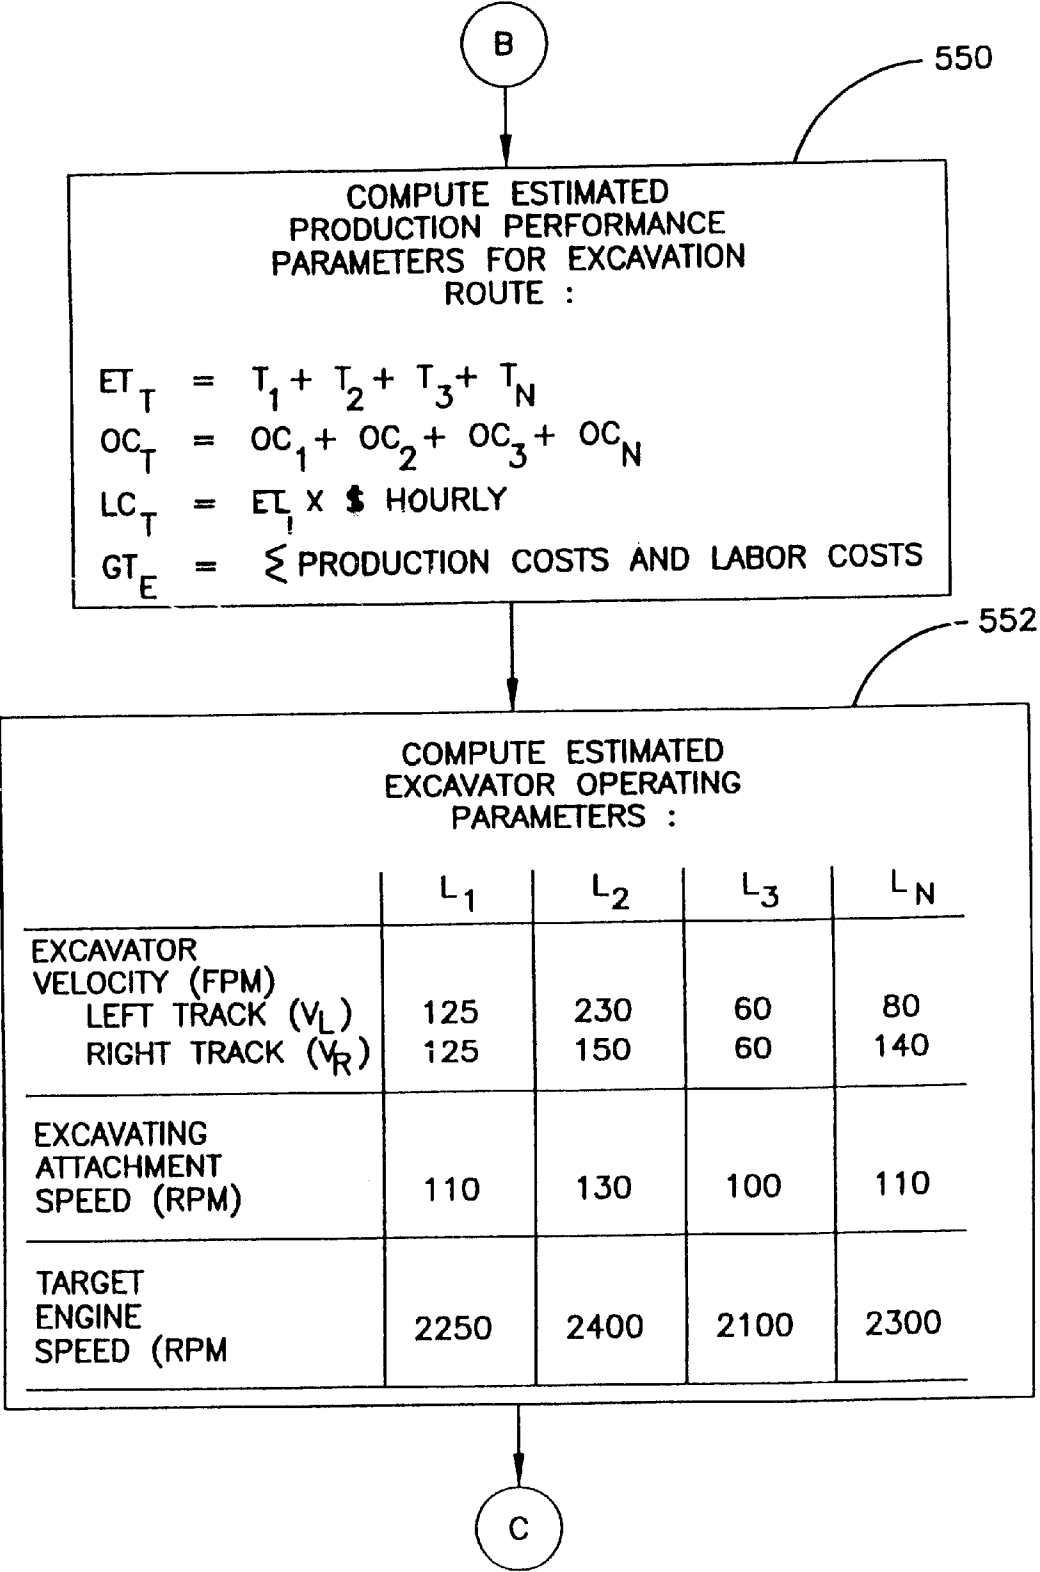 B
550
COMPUTE ESTIMATED
PRODUCTION PERFORMANCE
PARAMETERS FOR EXCAVATION
ROUTE :
ET_T = T_1 + T_2 + T_3 + T_N
OC_T = OC_1 + OC_2 + OC_3 + OC_N
LC_T = ET_1 X $ HOURLY
GT_E = Σ PRODUCTION COSTS AND LABOR COSTS
552
COMPUTE ESTIMATED
EXCAVATOR OPERATING
PARAMETERS :
L_1 L_2 L_3 L_N
EXCAVATOR
VELOCITY (FPM)
LEFT TRACK (V_L) 125 230 60 80
RIGHT TRACK (V_R) 125 150 60 140
EXCAVATING
ATTACHMENT
SPEED (RPM) 110 130 100 110
TARGET
ENGINE
SPEED (RPM 2250 2400 2100 2300
C